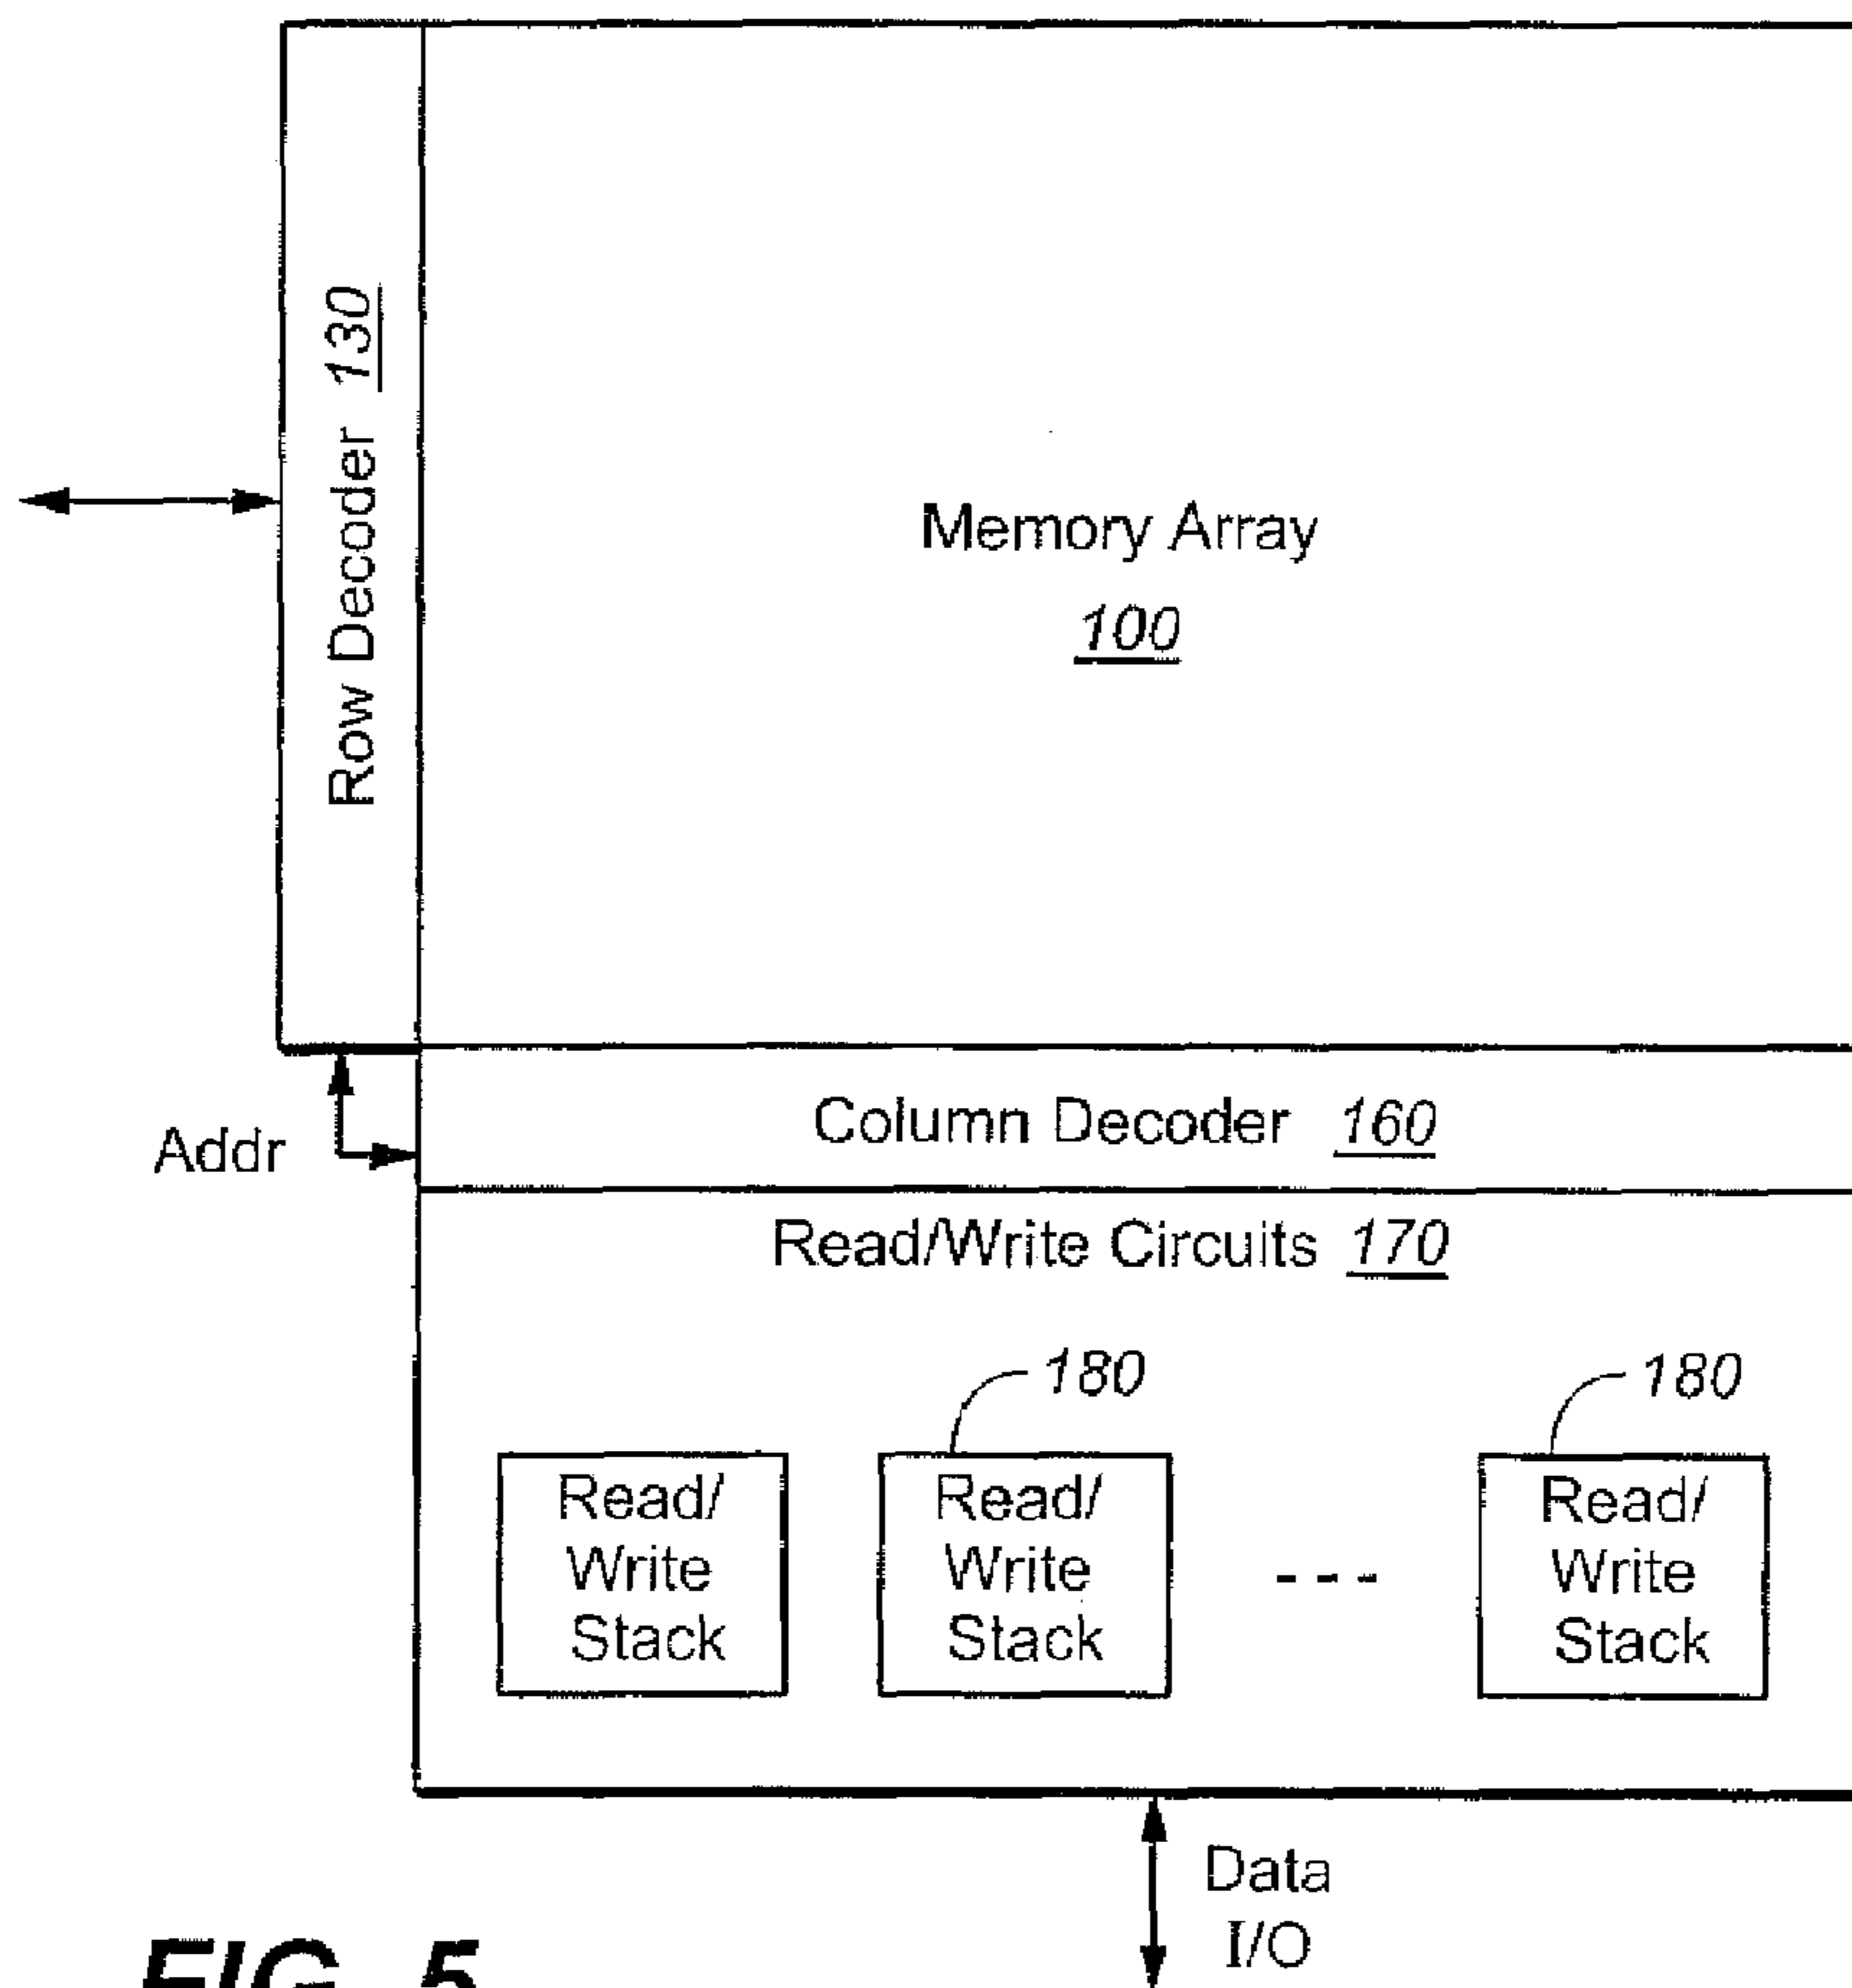 Row Decoder 130
Memory Array
100
Addr
Column Decoder 160
Read/Write Circuits 170
180
180
Read/
Write
Stack
Read/
Write
Stack
- - -
Read/
Write
Stack
Data
I/O
FIG. 5